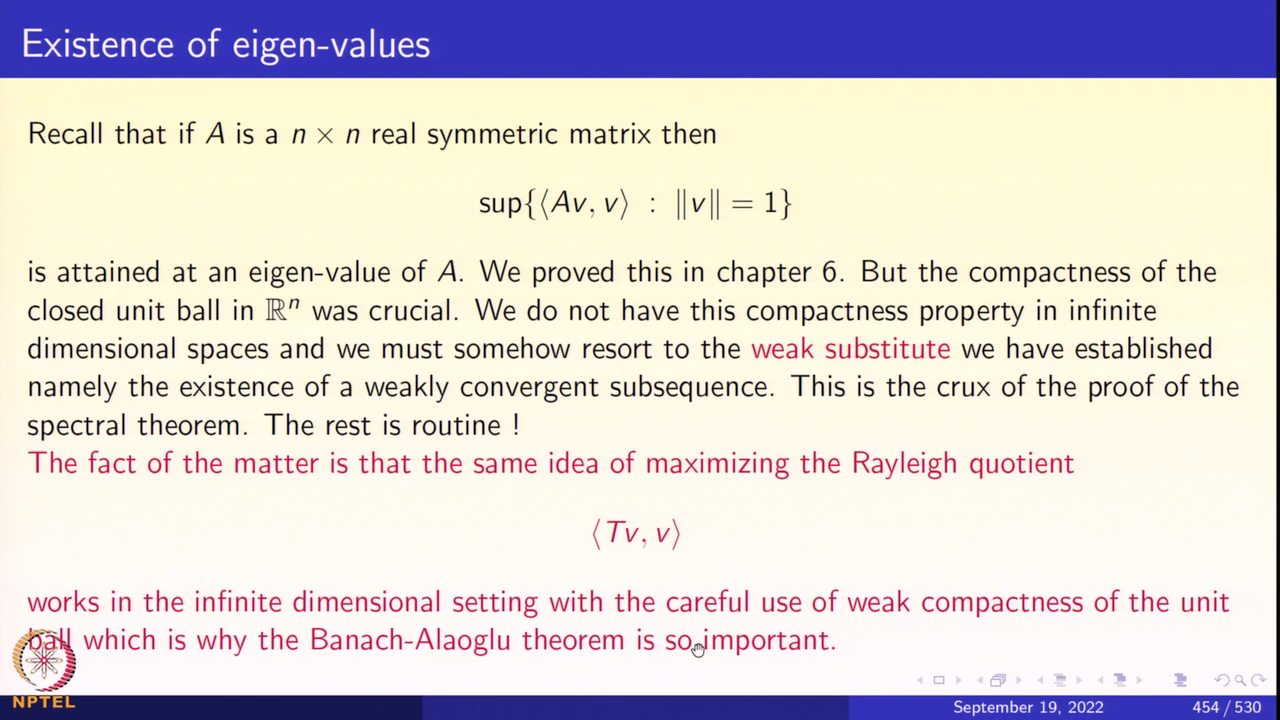 Existence of eigen-values
Recall that if A is a n × n real symmetric matrix then
sup{⟨Av, v⟩ : ‖v‖ = 1}
is attained at an eigen-value of A. We proved this in chapter 6. But the compactness of the
closed unit ball in ℝⁿ was crucial. We do not have this compactness property in infinite
dimensional spaces and we must somehow resort to the weak substitute we have established
namely the existence of a weakly convergent subsequence. This is the crux of the proof of the
spectral theorem. The rest is routine !
The fact of the matter is that the same idea of maximizing the Rayleigh quotient
⟨Tv, v⟩
works in the infinite dimensional setting with the careful use of weak compactness of the unit
ball which is why the Banach-Alaoglu theorem is so important.
NPTEL
September 19, 2022 454 / 530